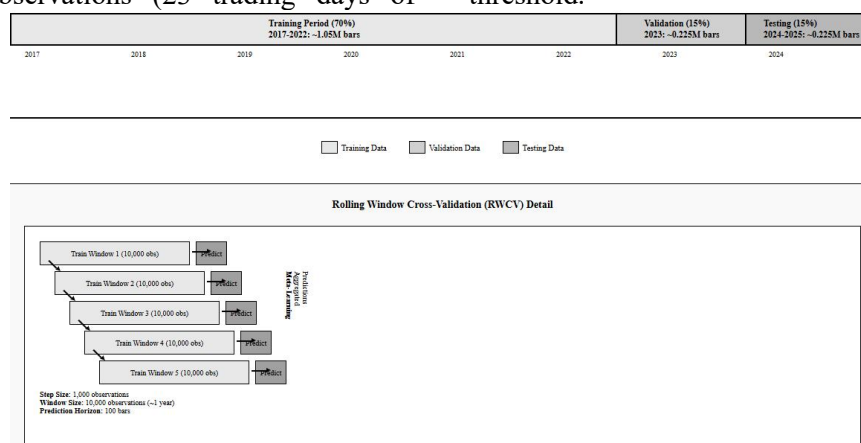 observations (25 trading days of threshold.
Training Period (70%)
2017-2022: ~1.05M bars
Validation (15%)
2023: ~0.225M bars
Testing (15%)
2024-2025: ~0.225M bars
2017 2018 2019 2020 2021 2022 2023 2024
Training Data Validation Data Testing Data
Rolling Window Cross-Validation (RWCV) Detail
Train Window 1 (10,000 obs) Predict
Train Window 2 (10,000 obs) Predict
Train Window 3 (10,000 obs) Predict
Train Window 4 (10,000 obs) Predict
Train Window 5 (10,000 obs) Predict
Predictions
Aggregated
Meta-Learning
Step Size: 1,000 observations
Window Size: 10,000 observations (~1 year)
Prediction Horizon: 100 bars